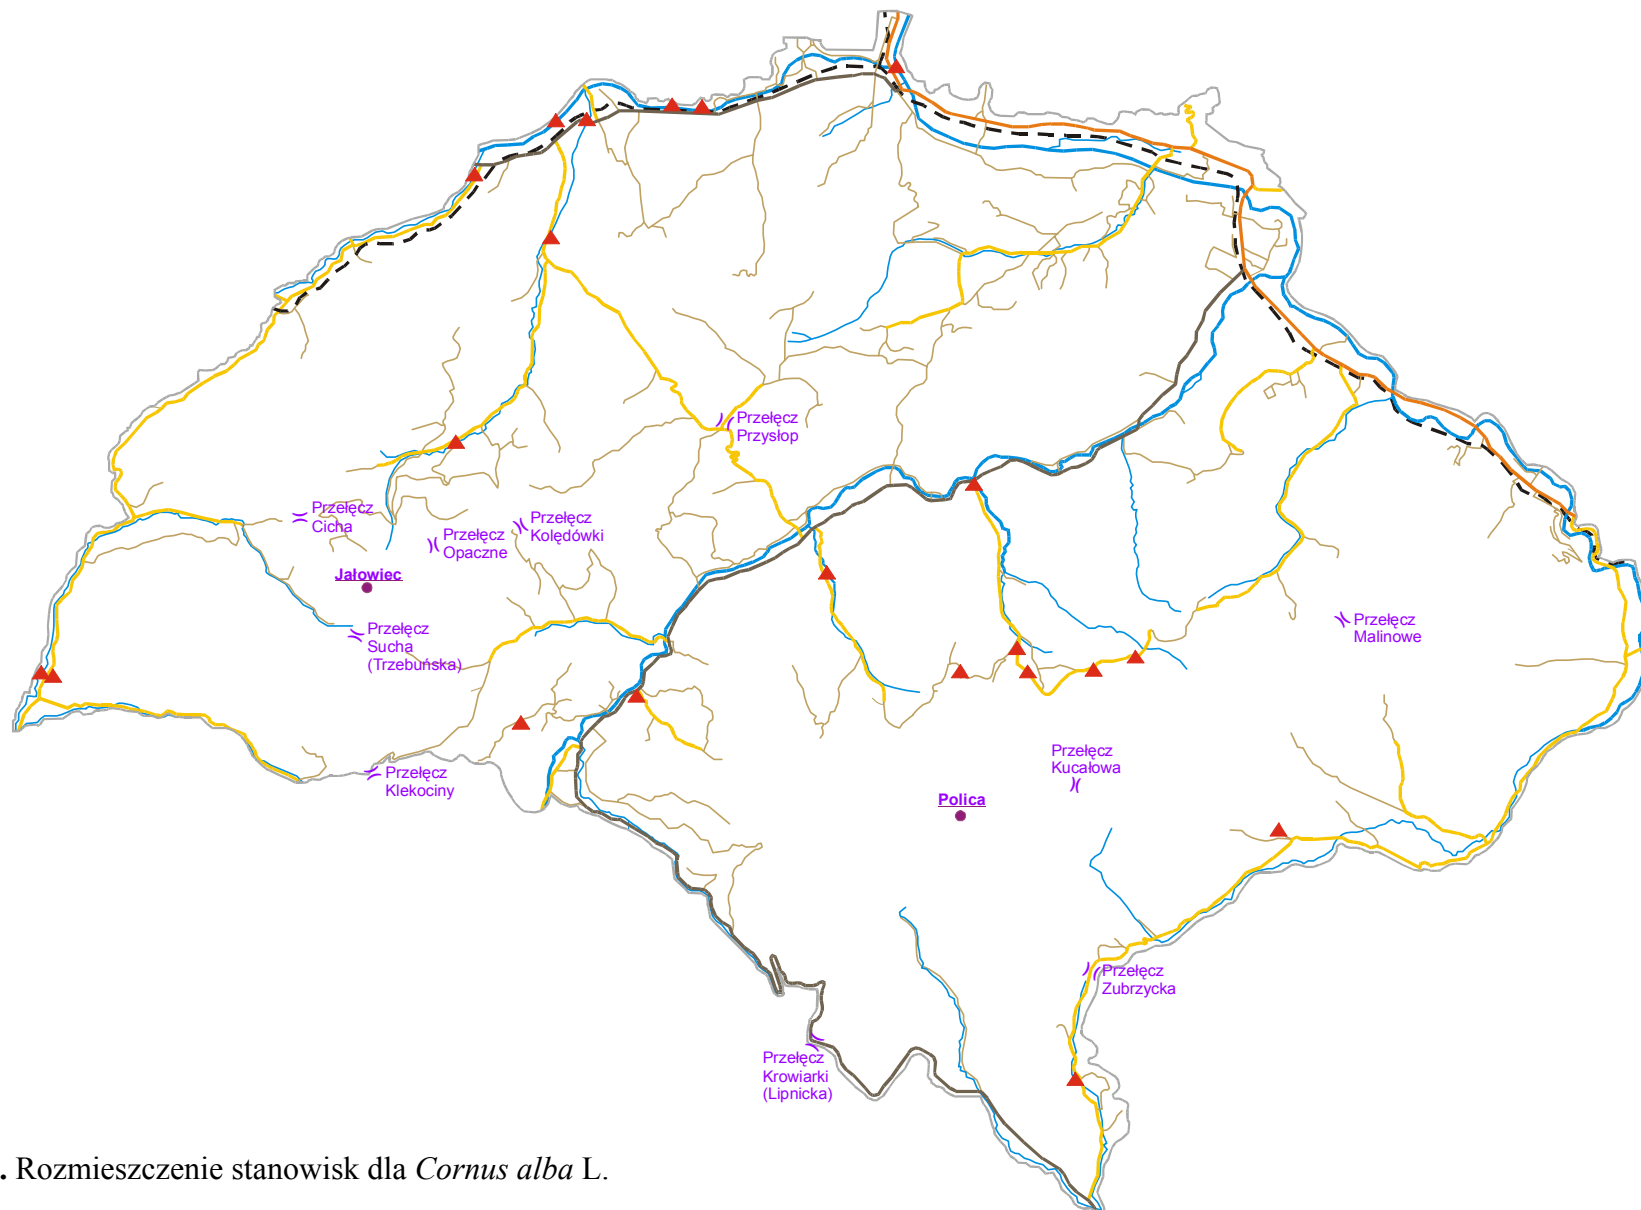 Przełęcz
Przysłop
Przełęcz
Cicha
Przełęcz
Kolędówki
Przełęcz
Opaczne
Jałowiec
Przełęcz
Sucha
(Trzebuńska)
Przełęcz
Malinowe
Przełęcz
Klekociny
Przełęcz
Kucałowa
Polica
Przełęcz
Zubrzycka
Przełęcz
Krowiarki
(Lipnicka)
. Rozmieszczenie stanowisk dla Cornus alba L.